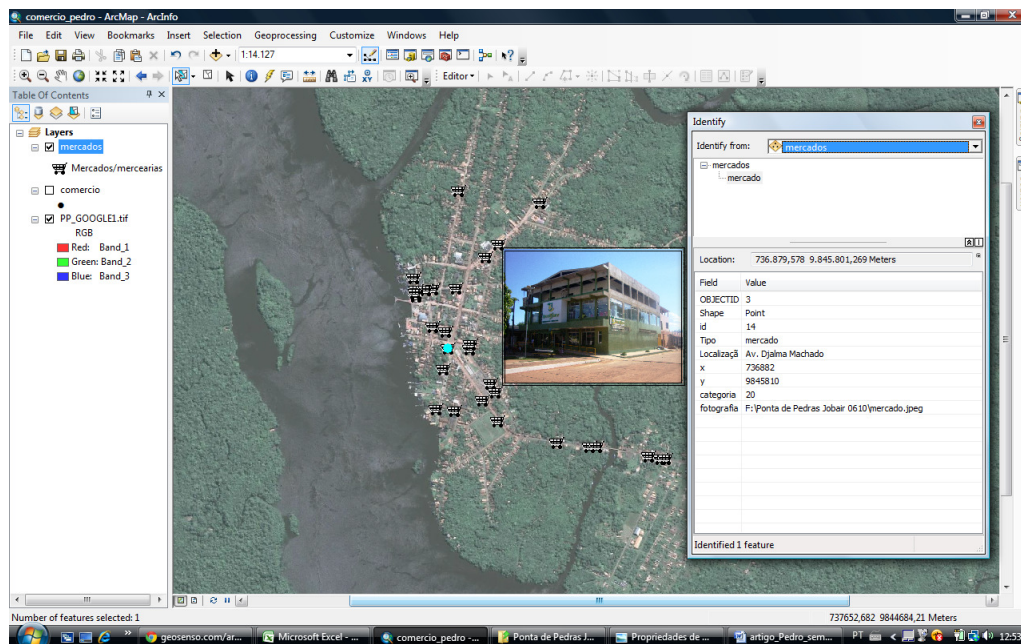 comercio_pedro - ArcMap - ArcInfo
File Edit View Bookmarks Insert Selection Geoprocessing Customize Windows Help
1:14.127
Editor
Table Of Contents
Layers
mercados
Mercados/mercearias
comercio
PP_GOOGLE1.tif
RGB
Red: Band_1
Green: Band_2
Blue: Band_3
Identify
Identify from: mercados
mercados
mercado
Location: 736.879,578 9.845.801,269 Meters
Field Value
OBJECTID 3
Shape Point
id 14
Tipo mercado
Localizaçã Av. Djalma Machado
x 736882
y 9845810
categoria 20
fotografia F:\Ponta de Pedras Jobair 0610\mercado.jpeg
Identified 1 feature
Number of features selected: 1
737652,682 9844684,21 Meters
geosenso.com/ar... Microsoft Excel - ... comercio_pedro -... Ponta de Pedras J... Propriedades de ... artigo_Pedro_sem... PT 12:53